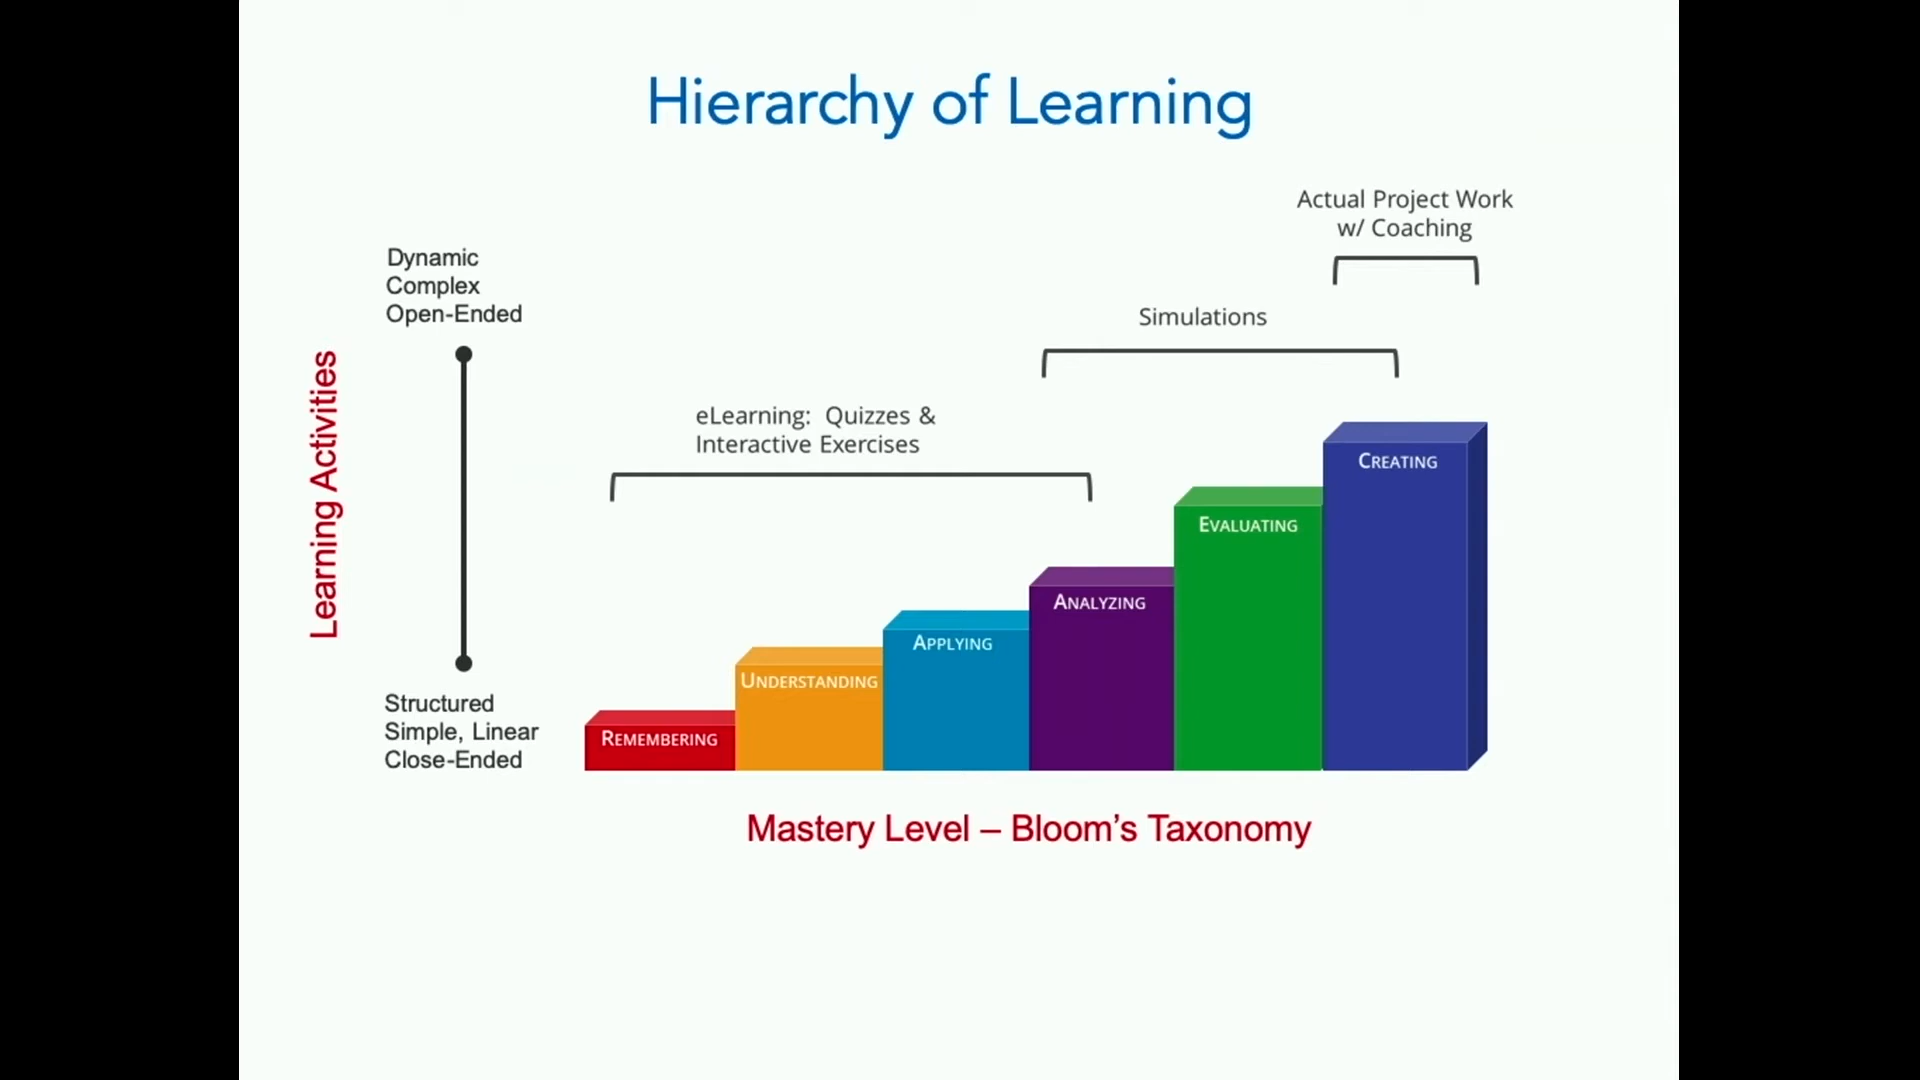 Hierarchy of Learning
Actual Project Work
w/ Coaching
Dynamic
Complex
Open-Ended
Simulations
Learning Activities
eLearning: Quizzes &
Interactive Exercises
CREATING
EVALUATING
ANALYZING
APPLYING
UNDERSTANDING
REMEMBERING
Structured
Simple, Linear
Close-Ended
Mastery Level – Bloom’s Taxonomy